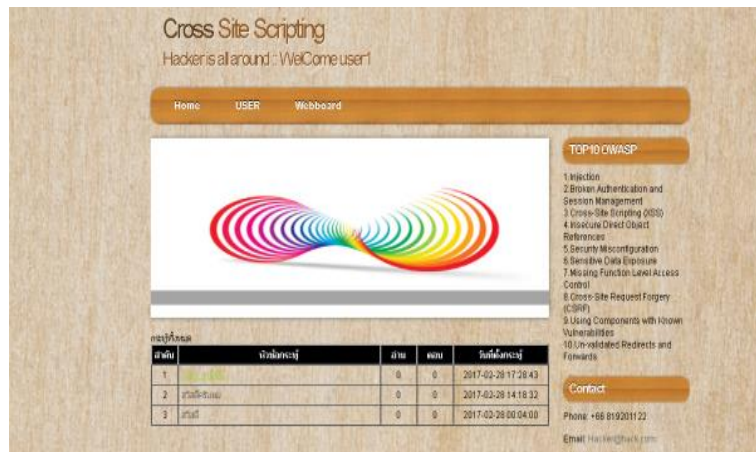 Cross Site Scripting
Hacker is all around :: WelCome user1
Home USER Webboard
TOP10 OWASP
1.Injection
2.Broken Authentication and
Session Management
3.Cross-Site Scripting (XSS)
4.Insecure Direct Object
References
5.Security Misconfiguration
6.Sensitive Data Exposure
7.Missing Function Level Access
Control
8.Cross-Site Request Forgery
(CSRF)
9.Using Components with Known
Vulnerabilities
10.Un-validated Redirects and
Forwards
กระทู้ทั้งหมด
ลำดับ หัวข้อกระทู้ อ่าน ตอบ วันที่ตั้งกระทู้
1 0 0 2017-02-28 17:28:43
2 0 0 2017-02-28 14:18:32
3 0 0 2017-02-28 00:04:00
Contact
Phone: +66 819201122
Email: Hacker@hack.com